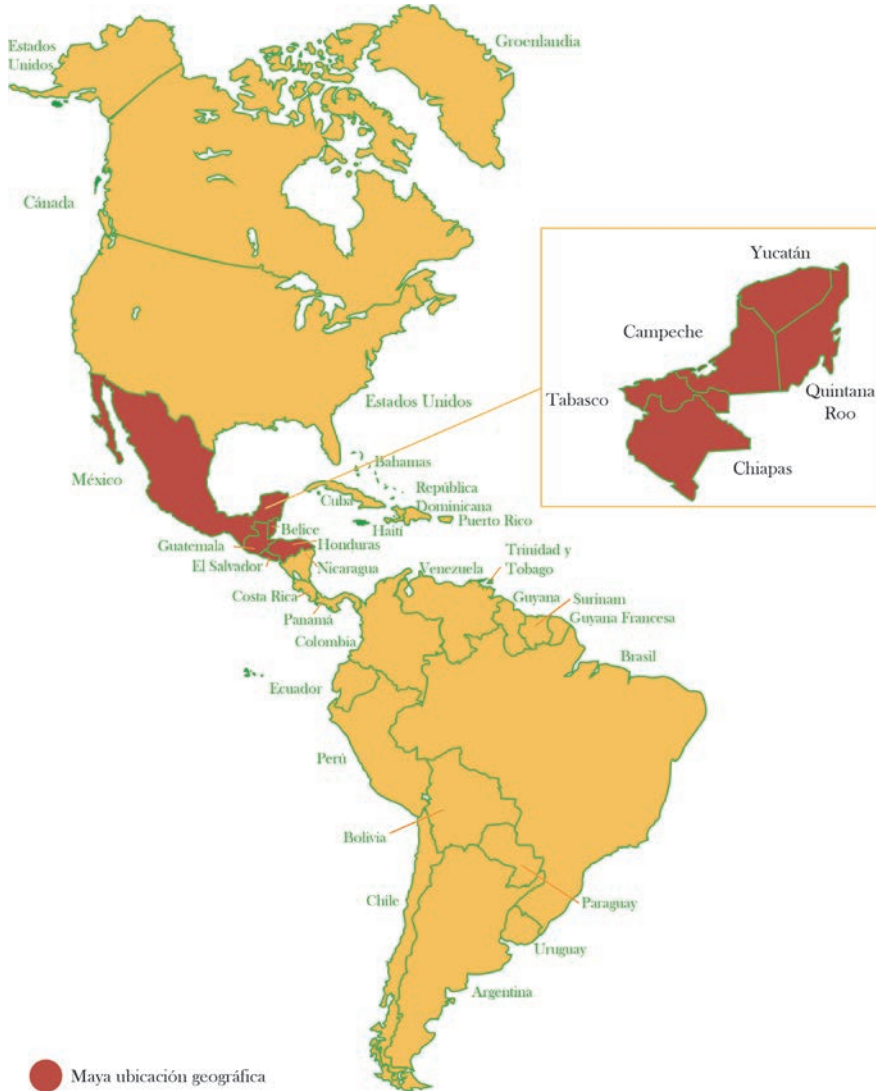 Estados
Unidos
Groenlandia
Cánada
Yucatán
Campeche
Tabasco
Quintana
Roo
Chiapas
Estados Unidos
México
Bahamas
Cuba
República
Dominicana
Puerto Rico
Haití
Belice
Guatemala
Honduras
El Salvador
Nicaragua
Venezuela
Trinidad y
Tobago
Costa Rica
Panamá
Guyana
Surinam
Guyana Francesa
Colombia
Brasil
Ecuador
Perú
Bolivia
Chíle
Paraguay
Uruguay
Argentina
Maya ubicación geográfica